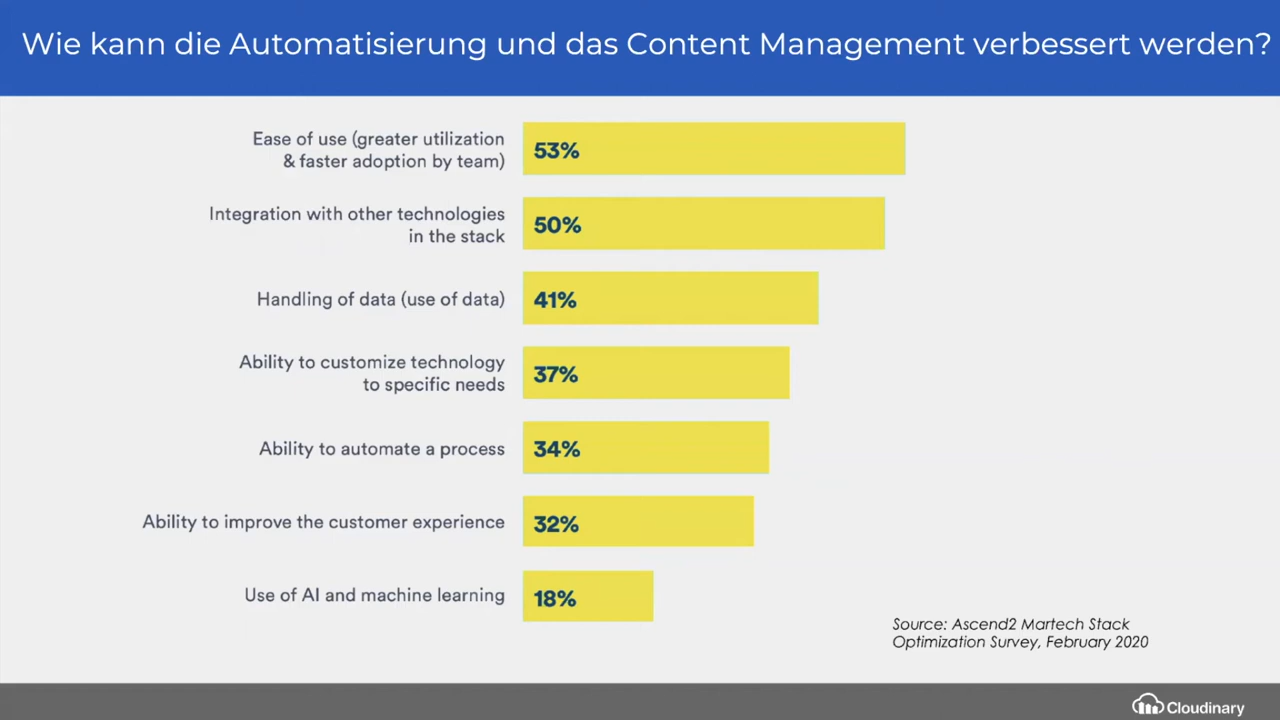 Wie kann die Automatisierung und das Content Management verbessert werden?
Ease of use (greater utilization
& faster adoption by team)
53%
Integration with other technologies
in the stack
50%
Handling of data (use of data)
41%
Ability to customize technology
to specific needs
37%
Ability to automate a process
34%
Ability to improve the customer experience
32%
Use of AI and machine learning
18%
Source: Ascend2 Martech Stack
Optimization Survey, February 2020
Cloudinary